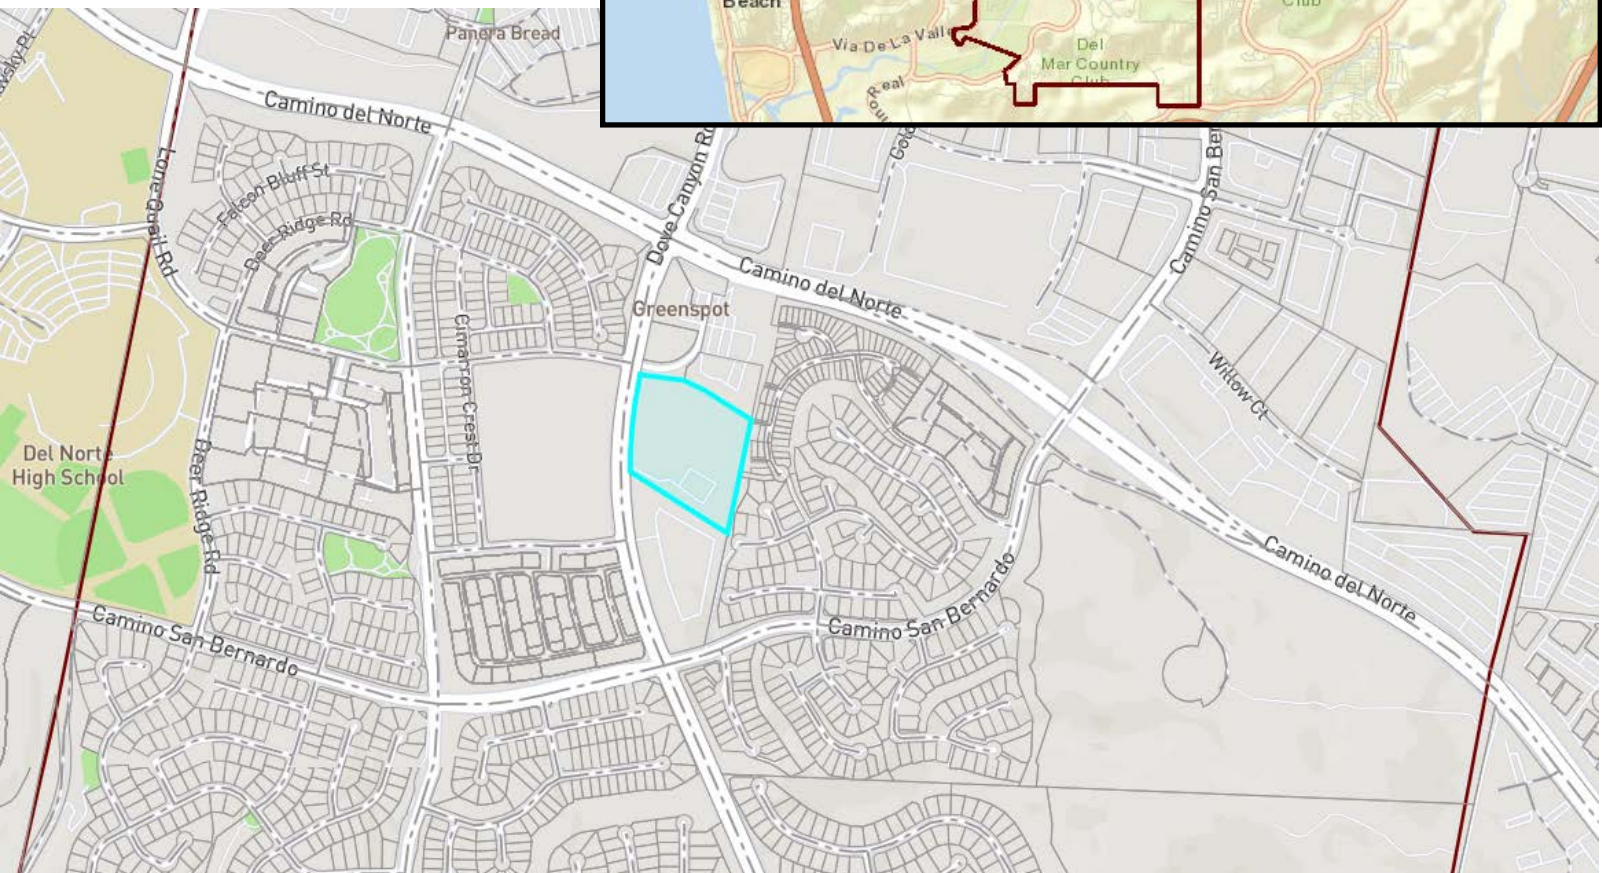 Beach
Club
Via De La Valle
Del
Mar Country
Club
Real
Panera Bread
Camino del Norte
Dove Canyon Rd
Camino San Ber
Lone Quail Rd
Falcon Bluff St
Deer Ridge Rd
Camino del Norte
Greenspot
Cimarron Crest Dr
Willow Ct
Del Norte
High School
Deer Ridge Rd
Camino del Norte
Camino San Bernardo
Camino San Bernardo